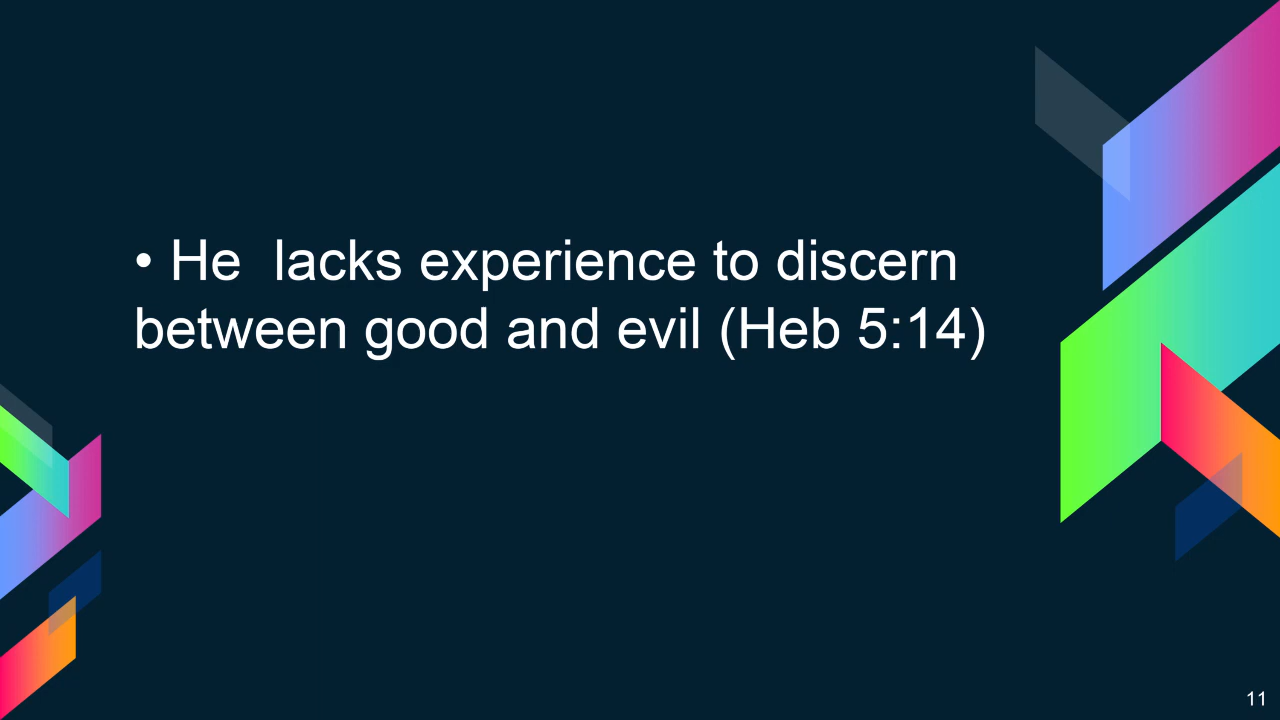 • He  lacks experience to discern
between good and evil (Heb 5:14)
11